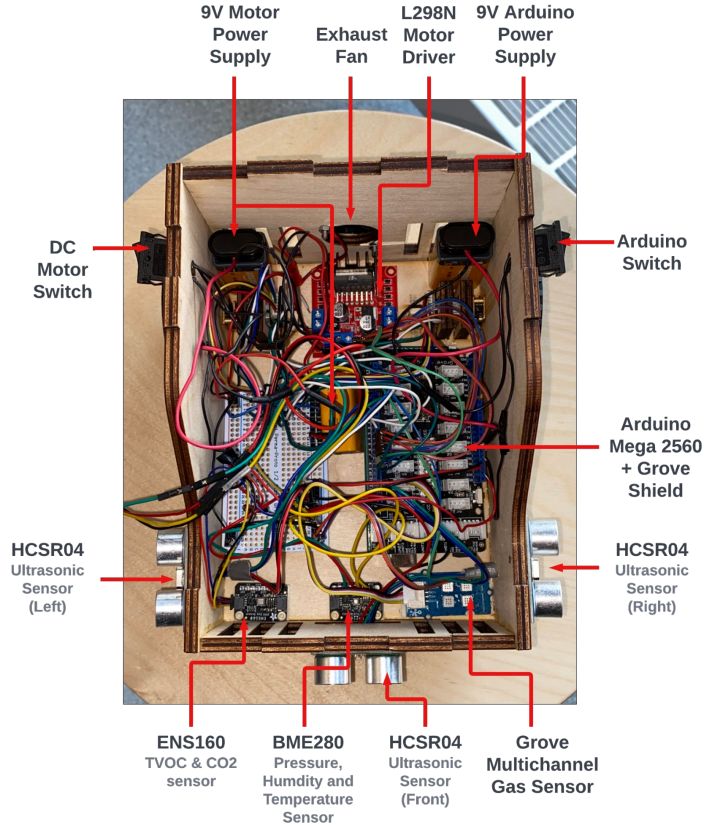 9V Motor
Power
Supply
Exhaust
Fan
L298N
Motor
Driver
9V Arduino
Power
Supply
DC
Motor
Switch
Arduino
Switch
Arduino
Mega 2560
+ Grove
Shield
HCSR04
Ultrasonic
Sensor
(Left)
HCSR04
Ultrasonic
Sensor
(Right)
ENS160
TVOC & CO2
sensor
BME280
Pressure,
Humdity and
Temperature
Sensor
HCSR04
Ultrasonic
Sensor
(Front)
Grove
Multichannel
Gas Sensor